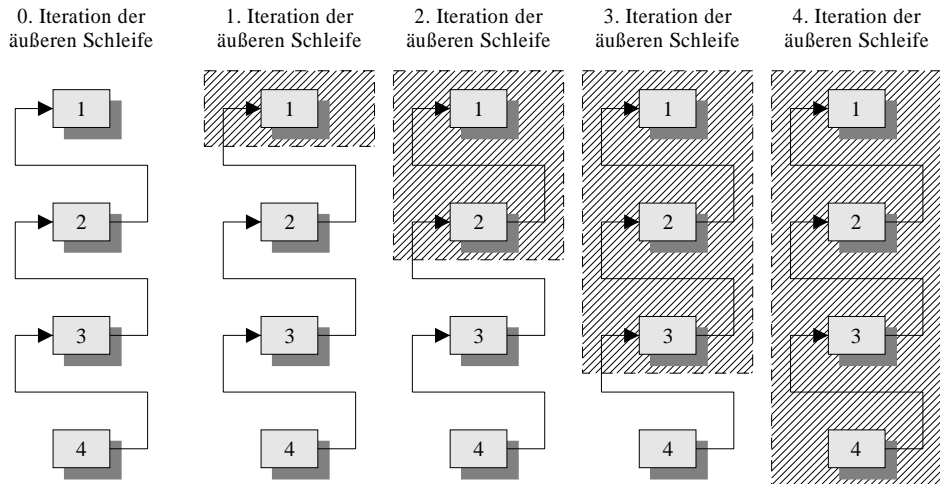 0. Iteration der
äußeren Schleife
1. Iteration der
äußeren Schleife
2. Iteration der
äußeren Schleife
3. Iteration der
äußeren Schleife
4. Iteration der
äußeren Schleife
1
1
1
1
1
2
2
2
2
2
3
3
3
3
3
4
4
4
4
4